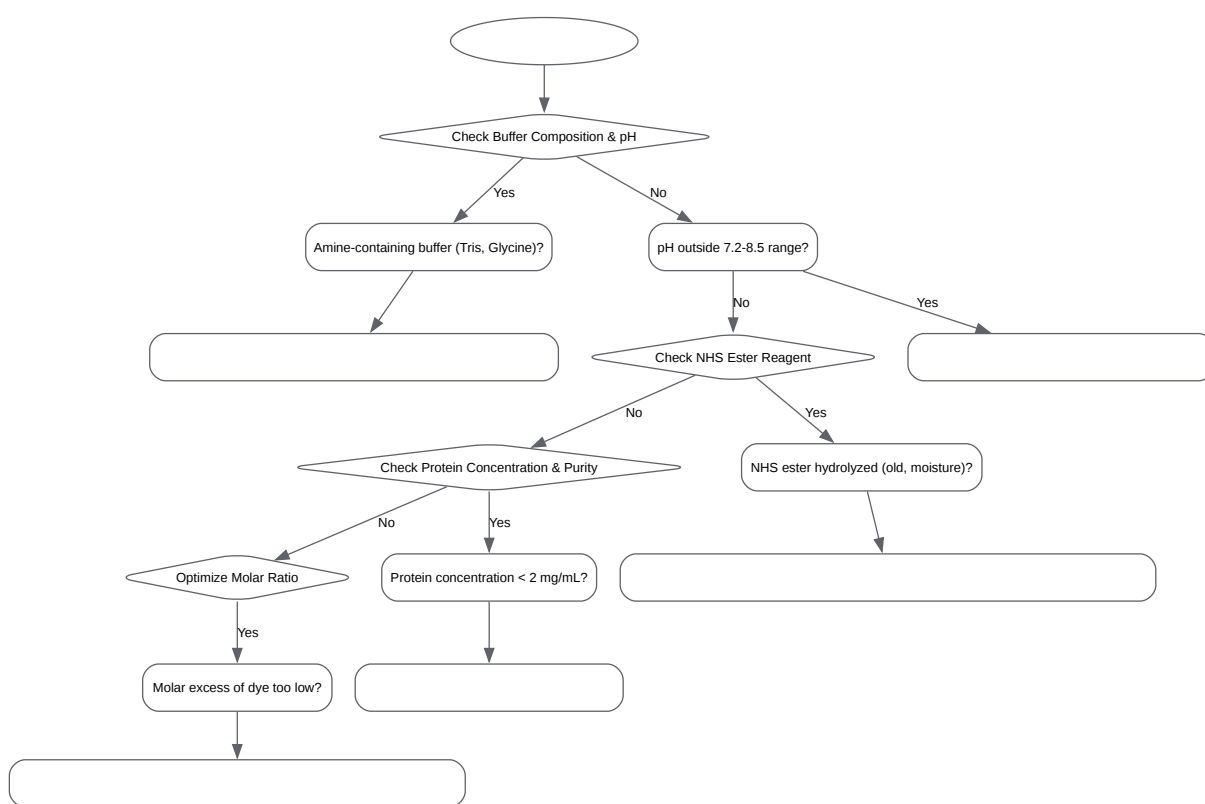 Check Buffer Composition & pH
Yes
No
Amine-containing buffer (Tris, Glycine)?
pH outside 7.2-8.5 range?
No
Yes
Check NHS Ester Reagent
No
Yes
Check Protein Concentration & Purity
NHS ester hydrolyzed (old, moisture)?
No
Yes
Optimize Molar Ratio
Protein concentration < 2 mg/mL?
Yes
Molar excess of dye too low?